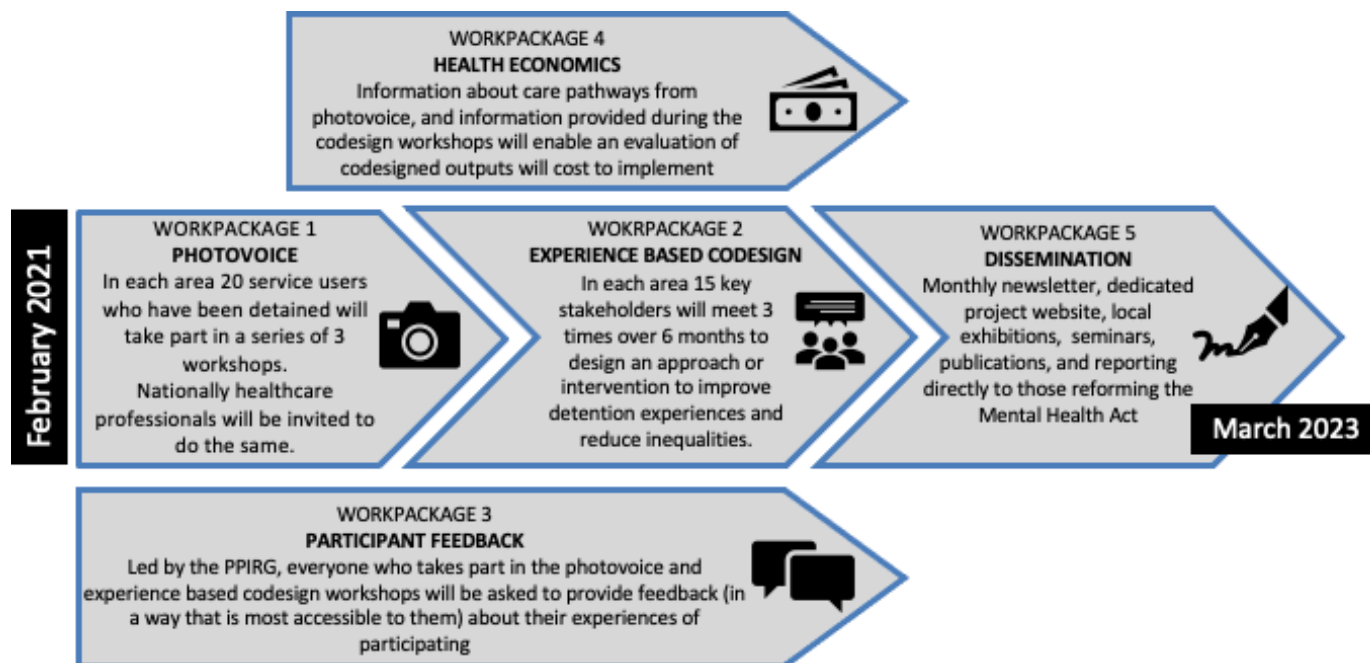 WORKPACKAGE 4
HEALTH ECONOMICS
Information about care pathways from
photovoice, and information provided during the
codesign workshops will enable an evaluation of
codesigned outputs will cost to implement
February 2021
WORKPACKAGE 1
PHOTOVOICE
In each area 20 service users
who have been detained will
take part in a series of 3
workshops.
Nationally healthcare
professionals will be invited to
do the same.
WOKRPACKAGE 2
EXPERIENCE BASED CODESIGN
In each area 15 key
stakeholders will meet 3
times over 6 months to
design an approach or
intervention to improve
detention experiences and
reduce inequalities.
WORKPACKAGE 5
DISSEMINATION
Monthly newsletter, dedicated
project website, local
exhibitions, seminars,
publications, and reporting
directly to those reforming the
Mental Health Act
March 2023
WORKPACKAGE 3
PARTICIPANT FEEDBACK
Led by the PPIRG, everyone who takes part in the photovoice and
experience based codesign workshops will be asked to provide feedback (in
a way that is most accessible to them) about their experiences of
participating